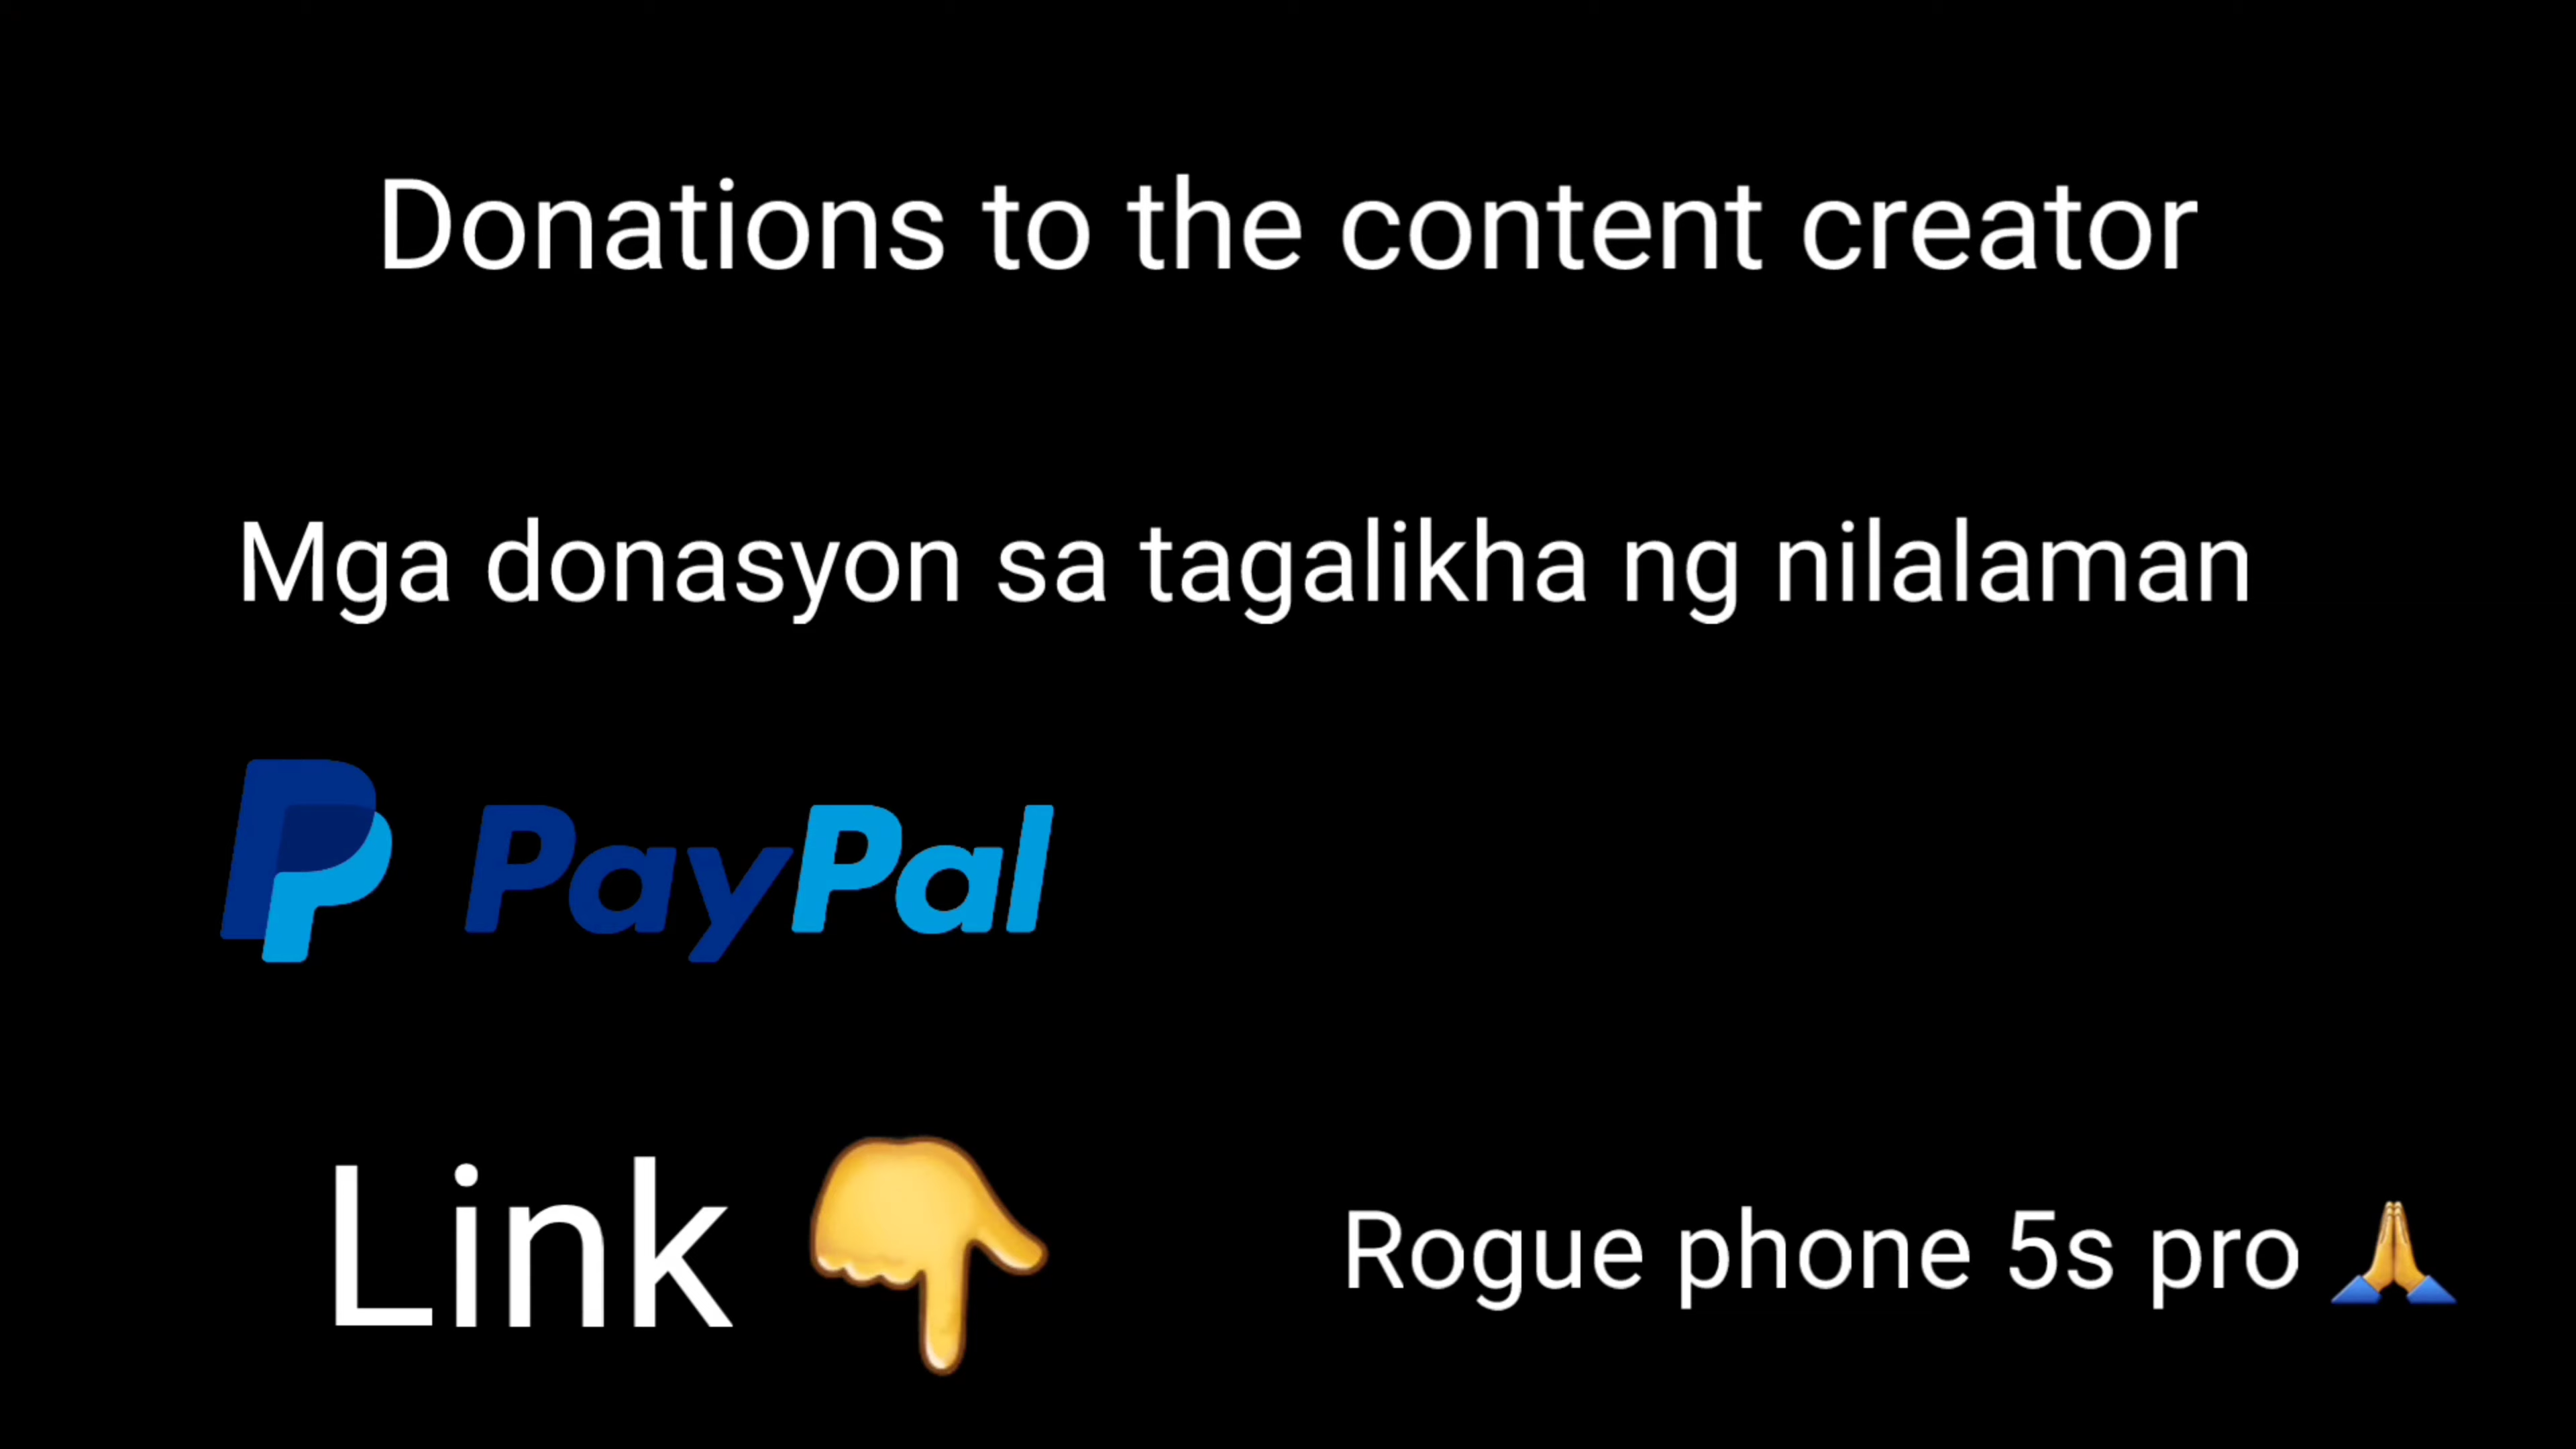 Donations to the content creator
Mga donasyon sa tagalikha ng nilalaman
PayPal
Link 👇
Rogue phone 5s pro 🙏